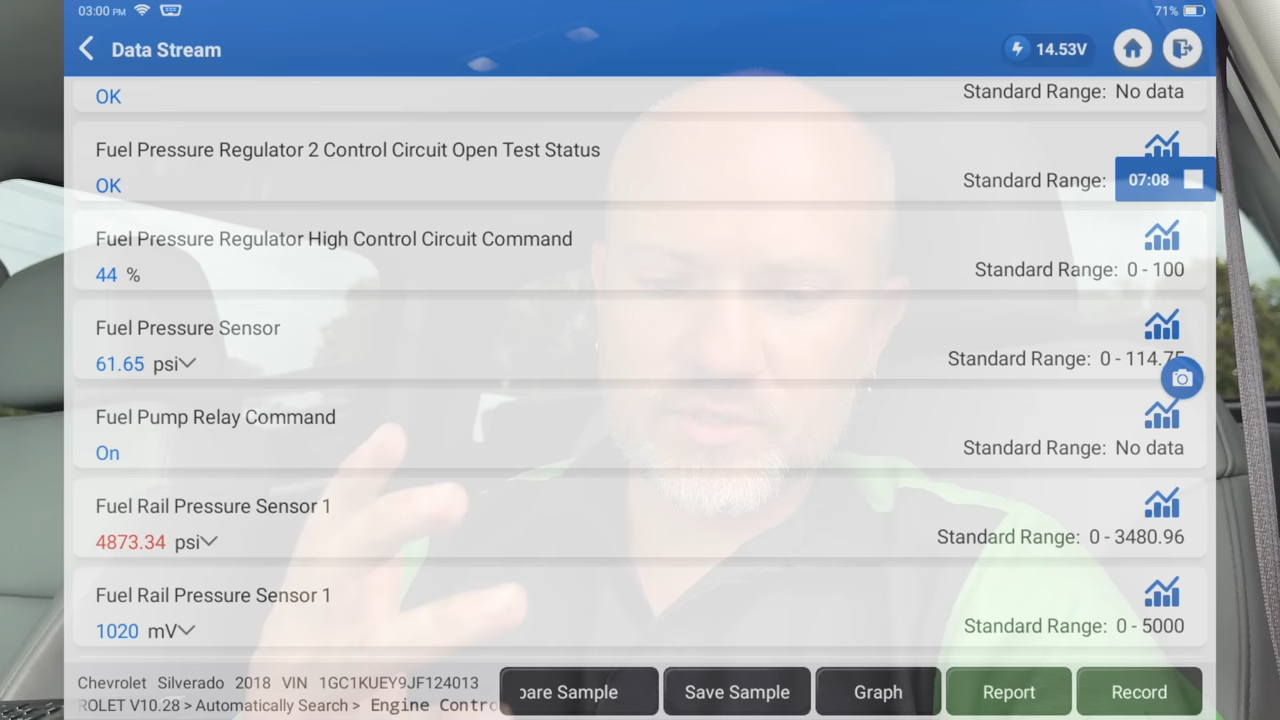 03:00 PM
71%
Data Stream
14.53V
OK
Standard Range: No data
Fuel Pressure Regulator 2 Control Circuit Open Test Status
OK
Standard Range:
07:08
Fuel Pressure Regulator High Control Circuit Command
44 %
Standard Range: 0 - 100
Fuel Pressure Sensor
61.65 psi
Standard Range: 0 - 114.75
Fuel Pump Relay Command
On
Standard Range: No data
Fuel Rail Pressure Sensor 1
4873.34 psi
Standard Range: 0 - 3480.96
Fuel Rail Pressure Sensor 1
1020 mV
Standard Range: 0 - 5000
Chevrolet Silverado 2018 VIN 1GC1KUEY9JF124013
ROLET V10.28 > Automatically Search > Engine Contro
pare Sample
Save Sample
Graph
Report
Record